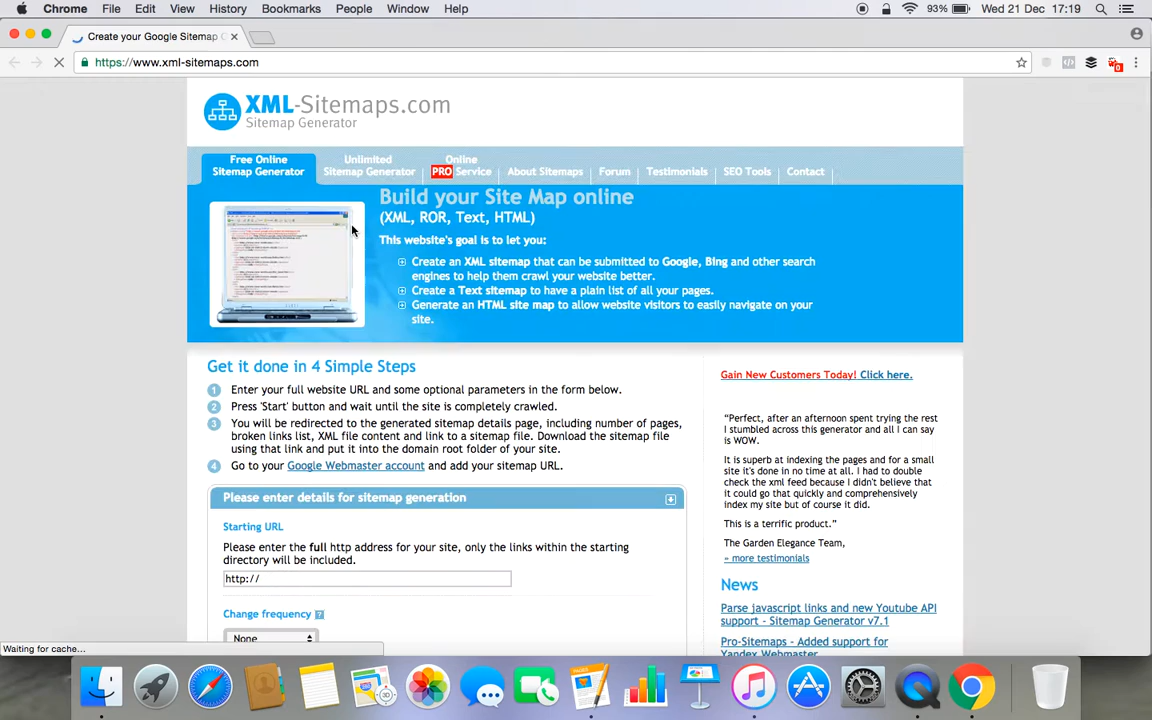 Chrome File Edit View History Bookmarks People Window Help 93% Wed 21 Dec 17:19
Create your Google Sitemap
https://www.xml-sitemaps.com
XML-Sitemaps.com
Sitemap Generator
Free Online
Sitemap Generator
Unlimited
Sitemap Generator
Online
PRO Service
About Sitemaps
Forum
Testimonials
SEO Tools
Contact
Build your Site Map online
(XML, ROR, Text, HTML)
This website's goal is to let you:
Create an XML sitemap that can be submitted to Google, Bing and other search
engines to help them crawl your website better.
Create a Text sitemap to have a plain list of all your pages.
Generate an HTML site map to allow website visitors to easily navigate on your
site.
Get it done in 4 Simple Steps
1 Enter your full website URL and some optional parameters in the form below.
2 Press 'Start' button and wait until the site is completely crawled.
3 You will be redirected to the generated sitemap details page, including number of pages,
broken links list, XML file content and link to a sitemap file. Download the sitemap file
using that link and put it into the domain root folder of your site.
4 Go to your Google Webmaster account and add your sitemap URL.
Please enter details for sitemap generation
Starting URL
Please enter the full http address for your site, only the links within the starting
directory will be included.
http://
Change frequency ?
None
Gain New Customers Today! Click here.
“Perfect, after an afternoon spent trying the rest
I stumbled across this generator and all I can say
is WOW.
It is superb at indexing the pages and for a small
site it's done in no time at all. I had to double
check the xml feed because I didn't believe that
it could go that quickly and comprehensively
index my site but of course it did.
This is a terrific product.”
The Garden Elegance Team,
« more testimonials
News
Parse javascript links and new Youtube API
support - Sitemap Generator v7.1
Pro-Sitemaps - Added support for
Yandex Webmaster
Waiting for cache...